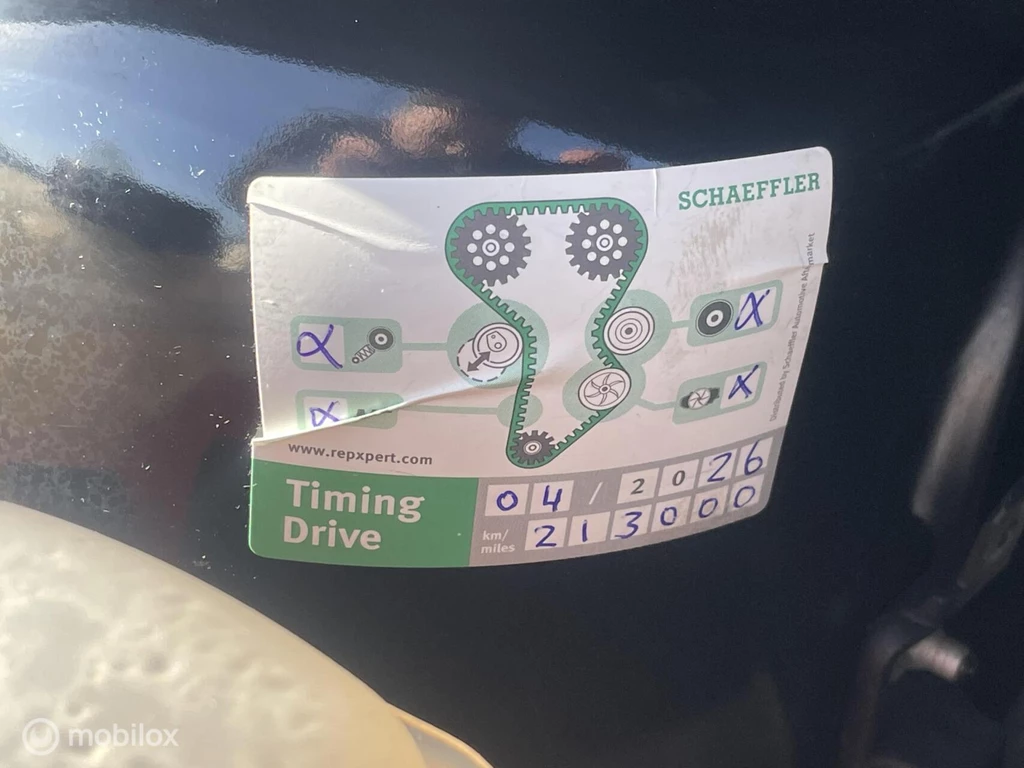 SCHAEFFLER
x
x
x
x
Distributed by Schaeffler Automotive Aftermarket
www.repxpert.com
Timing
Drive
04/2026
km/
miles
213000
mobilox